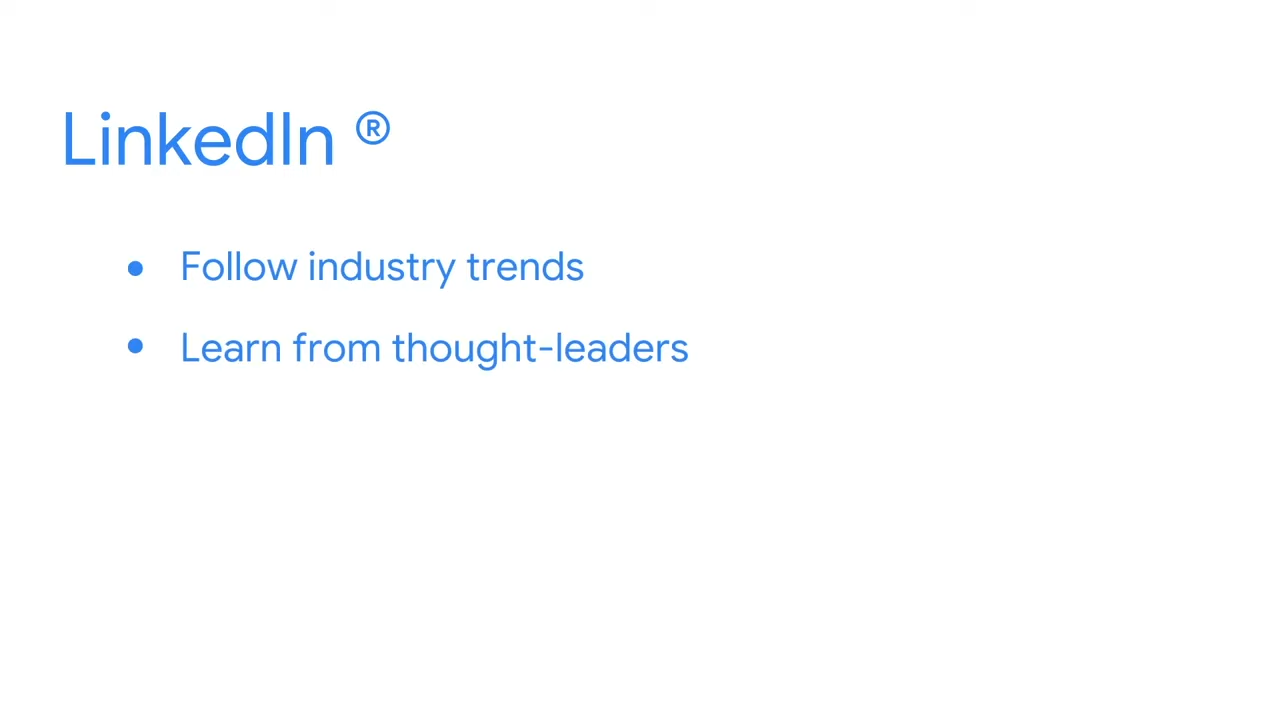 LinkedIn ®
● Follow industry trends
● Learn from thought-leaders